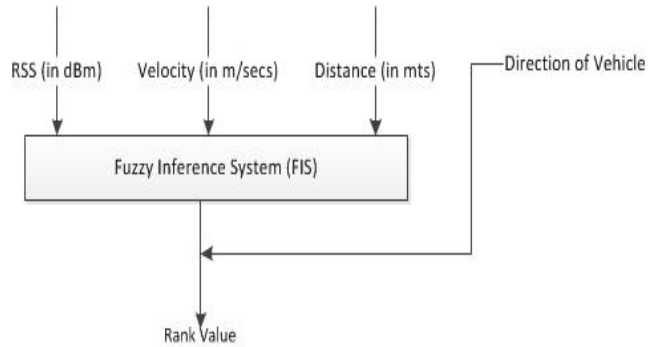 RSS (in dBm)
Velocity (in m/secs)
Distance (in mts)
Direction of Vehicle
Fuzzy Inference System (FIS)
Rank Value